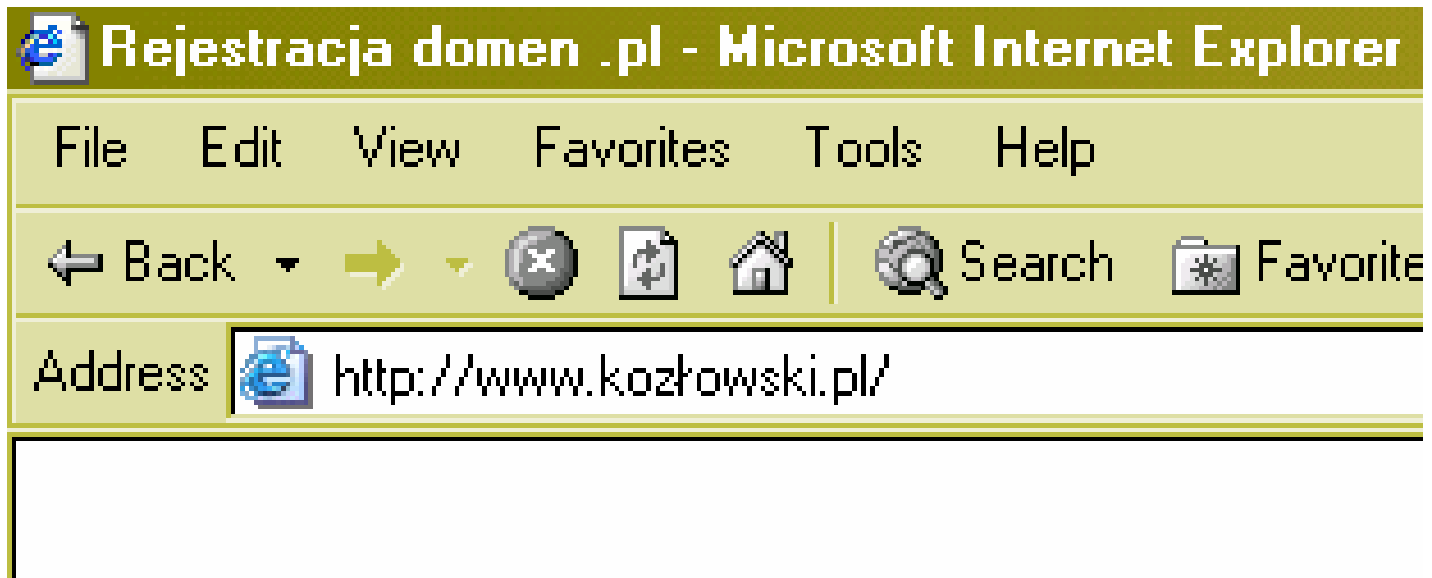 Rejestracja domen .pl - Microsoft Internet Explorer
File Edit View Favorites Tools Help
Back Search Favorite
Address http://www.kozłowski.pl/